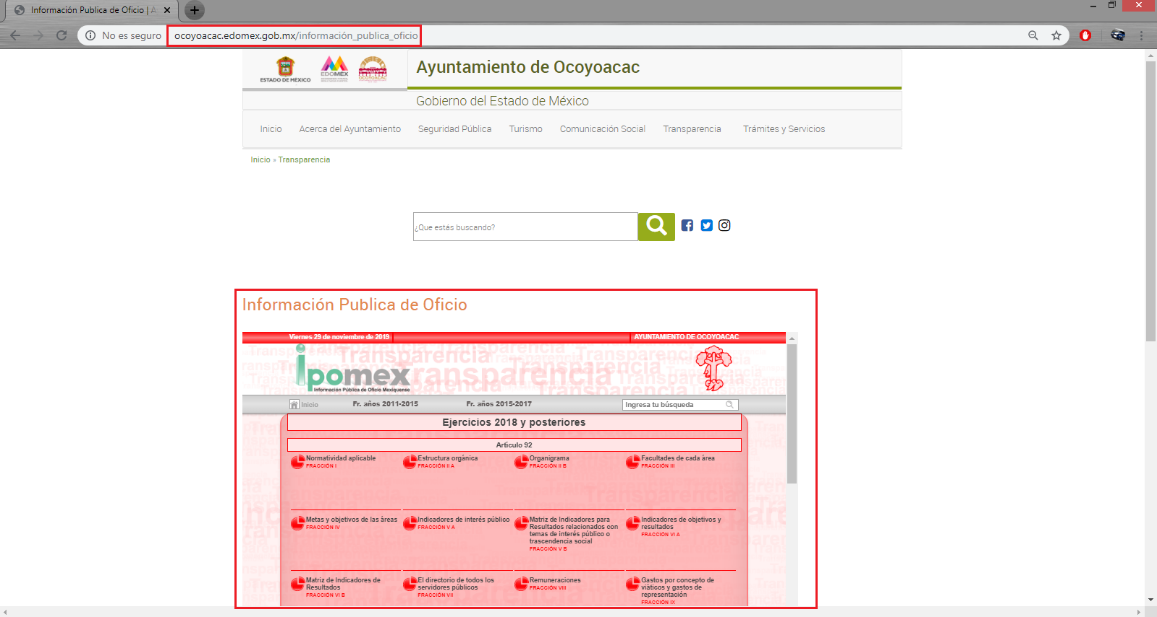 Información Publica de Oficio | A
No es seguro
ocoyoacac.edomex.gob.mx/información_publica_oficio
ESTADO DE MÉXICO
EDOMEX
Ayuntamiento de Ocoyoacac
Gobierno del Estado de México
Inicio Acerca del Ayuntamiento Seguridad Pública Turismo Comunicación Social Transparencia Trámites y Servicios
Inicio » Transparencia
¿Que estás buscando?
Información Publica de Oficio
Viernes 29 de noviembre de 2019 AYUNTAMIENTO DE OCOYOACAC
ipomex
Información Pública de Oficio Mexiquense
Inicio Fr. años 2011-2015 Fr. años 2015-2017 Ingresa tu búsqueda
Ejercicios 2018 y posteriores
Artículo 92
Normatividad aplicable
FRACCIÓN I
Estructura orgánica
FRACCIÓN II A
Organigrama
FRACCIÓN II B
Facultades de cada área
FRACCIÓN III
Metas y objetivos de las áreas
FRACCIÓN IV
Indicadores de interés público
FRACCIÓN V A
Matriz de Indicadores para
Resultados relacionados con
temas de interés público o
trascendencia social
FRACCIÓN V B
Indicadores de objetivos y
resultados
FRACCIÓN VI A
Matriz de Indicadores de
Resultados
FRACCIÓN VI B
El directorio de todos los
servidores públicos
FRACCIÓN VII
Remuneraciones
FRACCIÓN VIII
Gastos por concepto de
viáticos y gastos de
representación
FRACCIÓN IX